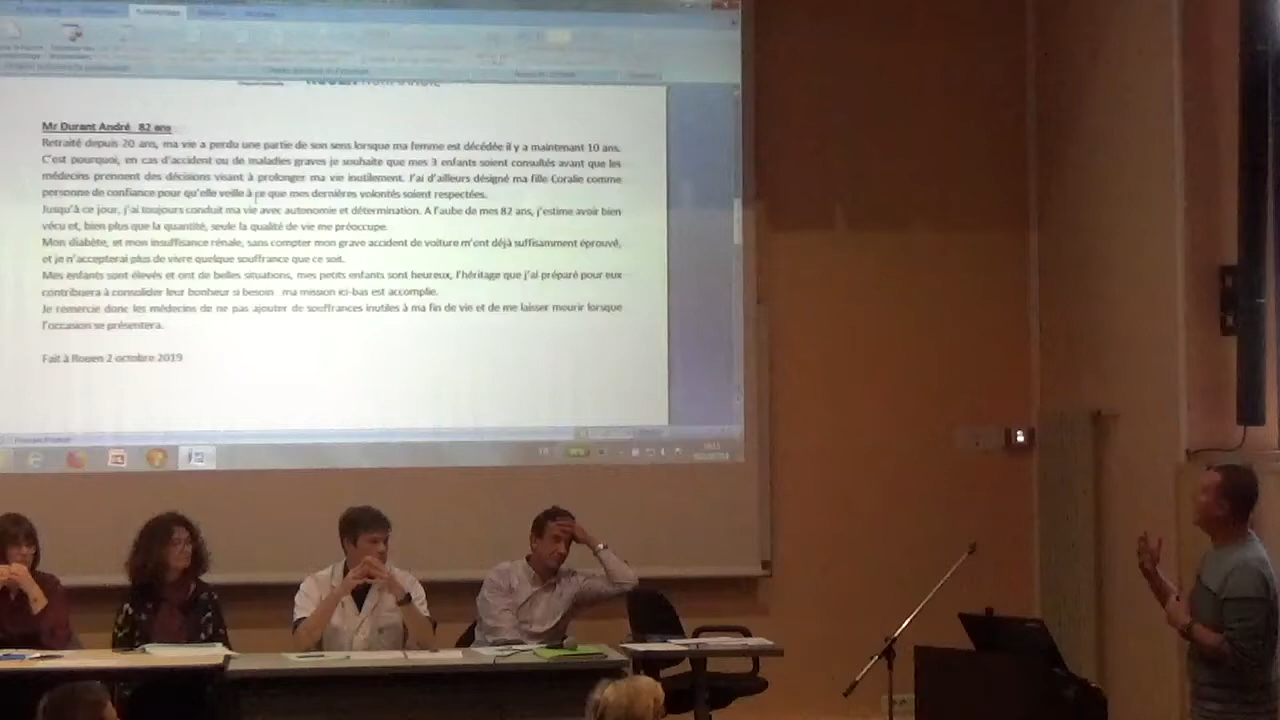 Mr Durant André 82 ans
Retraité depuis 20 ans, ma vie a perdu une partie de son sens lorsque ma femme est décédée il y a maintenant 10 ans.
C'est pourquoi, en cas d'accident ou de maladies graves je souhaite que mes 3 enfants soient consultés avant que les
médecins prennent des décisions visant à prolonger ma vie inutilement. J'ai d'ailleurs désigné ma fille Coralie comme
personne de confiance pour qu'elle veille à ce que mes dernières volontés soient respectées.
Jusqu'à ce jour, j'ai toujours conduit ma vie avec autonomie et détermination. A l'aube de mes 82 ans, j'estime avoir bien
vécu et, bien plus que la quantité, seule la qualité de vie me préoccupe.
Mon diabète, et mon insuffisance rénale, sans compter mon grave accident de voiture m'ont déjà suffisamment éprouvé,
et je n'accepterai plus de vivre quelque souffrance que ce soit.
Mes enfants sont élevés et ont de belles situations, mes petits enfants sont heureux, l'héritage que j'ai préparé pour eux
contribuera à consolider leur bonheur si besoin : ma mission ici-bas est accomplie.
Je remercie donc les médecins de ne pas ajouter de souffrances inutiles à ma fin de vie et de me laisser mourir lorsque
l'occasion se présentera.
Fait à Rouen 2 octobre 2019